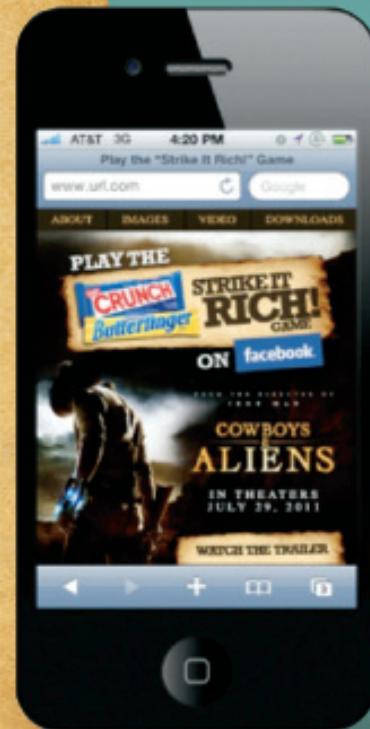 AT&T 3G 4:20 PM
Play the "Strike It Rich!" Game
www.url.com Google
ABOUT IMAGES VIDEO DOWNLOADS
PLAY THE
CRUNCH
Butterfinger
STRIKE IT
RICH!
GAME
ON facebook
FROM THE DIRECTOR OF
IRON MAN
COWBOYS
&
ALIENS
IN THEATERS
JULY 29, 2011
WATCH THE TRAILER
3